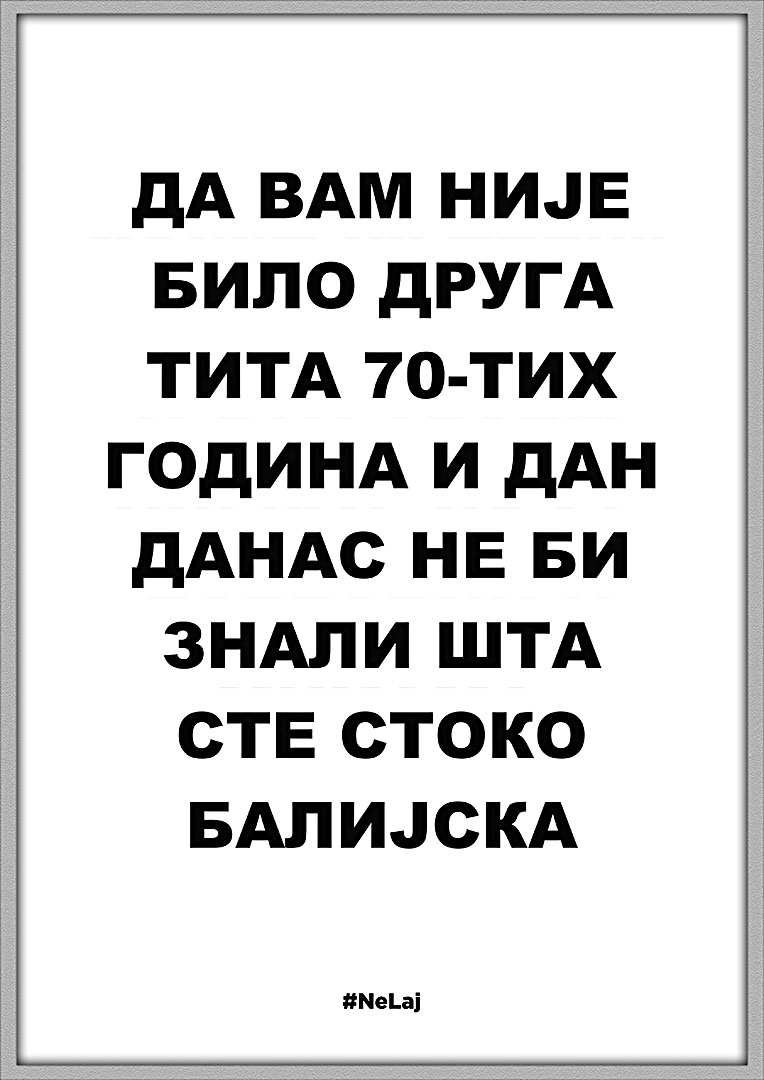 ДА ВАМ НИЈЕ
БИЛО ДРУГА
ТИТА 70-ТИХ
ГОДИНА И ДАН
ДАНАС НЕ БИ
ЗНАЛИ ШТА
СТЕ СТОКО
БАЛИЈСКА
#NeLaj